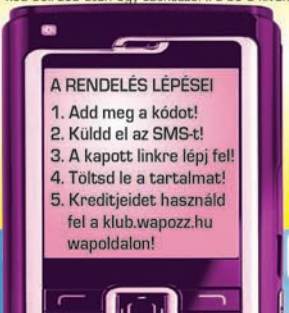 A RENDELÉS LÉPÉSEI
1. Add meg a kódot!
2. Küldd el az SMS-t!
3. A kapott linkre lépj fel!
4. Töltsd le a tartalmat!
5. Kreditjeidet használd
fel a klub.wapozz.hu
wapoldalon!